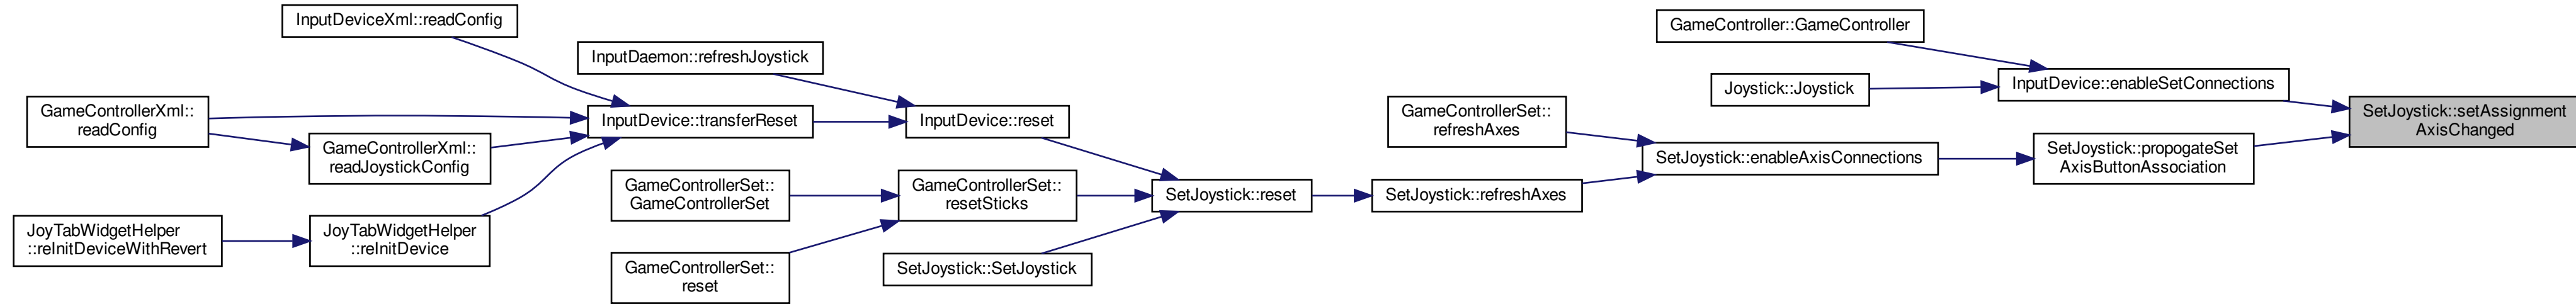 InputDeviceXml::readConfig
GameController::GameController
InputDaemon::refreshJoystick
InputDevice::enableSetConnections
Joystick::Joystick
GameControllerXml::
readConfig
InputDevice::transferReset
InputDevice::reset
GameControllerSet::
refreshAxes
SetJoystick::setAssignment
AxisChanged
GameControllerXml::
readJoystickConfig
SetJoystick::enableAxisConnections
SetJoystick::propogateSet
AxisButtonAssociation
GameControllerSet::
GameControllerSet
GameControllerSet::
resetSticks
SetJoystick::reset
SetJoystick::refreshAxes
JoyTabWidgetHelper
::reInitDeviceWithRevert
JoyTabWidgetHelper
::reInitDevice
GameControllerSet::
reset
SetJoystick::SetJoystick